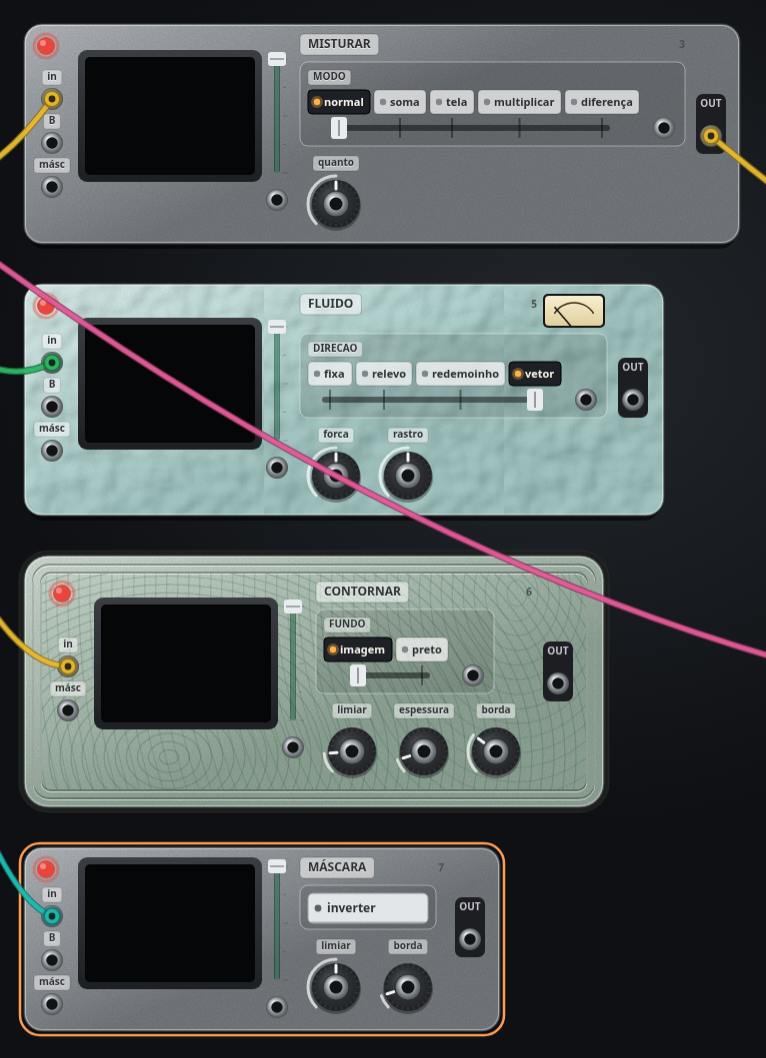 MISTURAR 3
in
MODO
normal soma tela multiplicar diferença
OUT
B
másc
quanto
FLUIDO 5
in
DIRECAO
fixa relevo redemoinho vetor
OUT
B
másc
forca rastro
CONTORNAR 6
FUNDO
in
imagem preto
OUT
másc
limiar espessura borda
MÁSCARA 7
in
inverter
OUT
B
limiar borda
másc